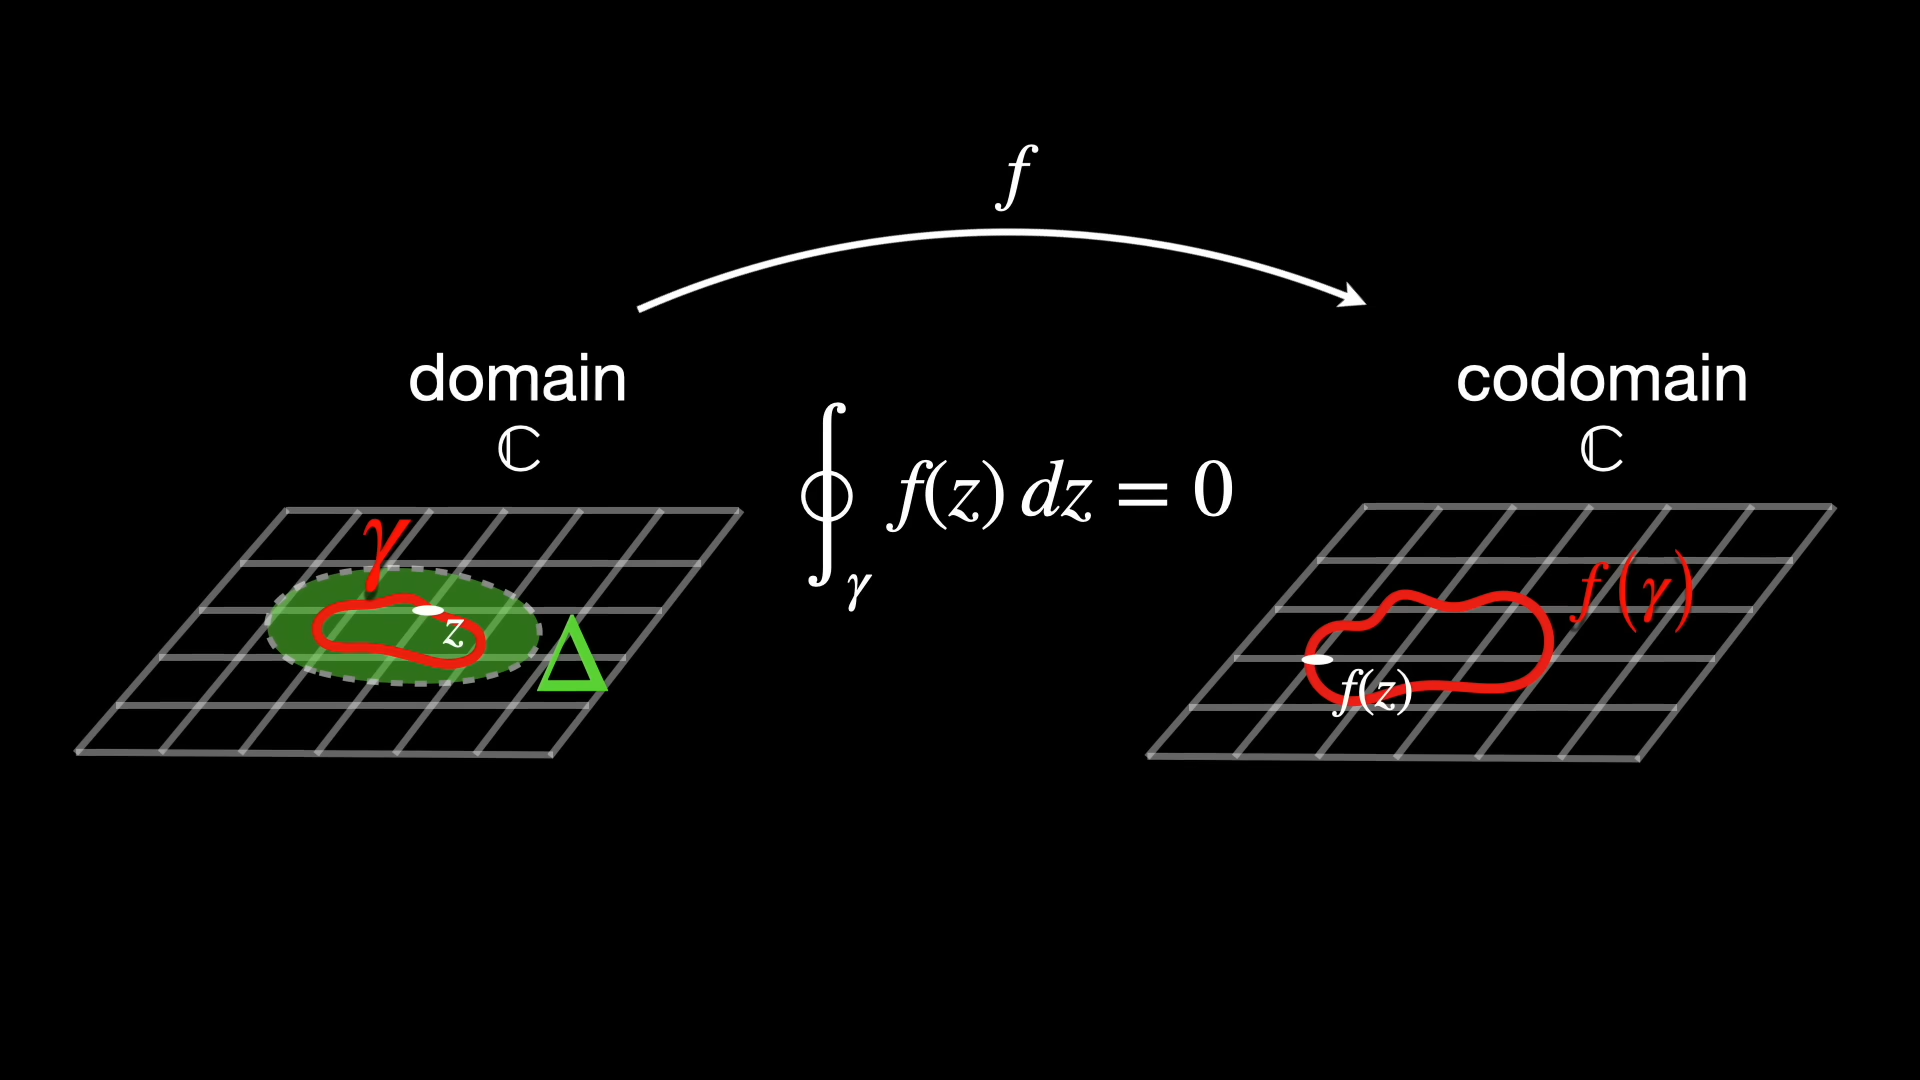 f
domain
ℂ
codomain
ℂ
∮_γ f(z) dz = 0
γ
z
Δ
f(γ)
f(z)